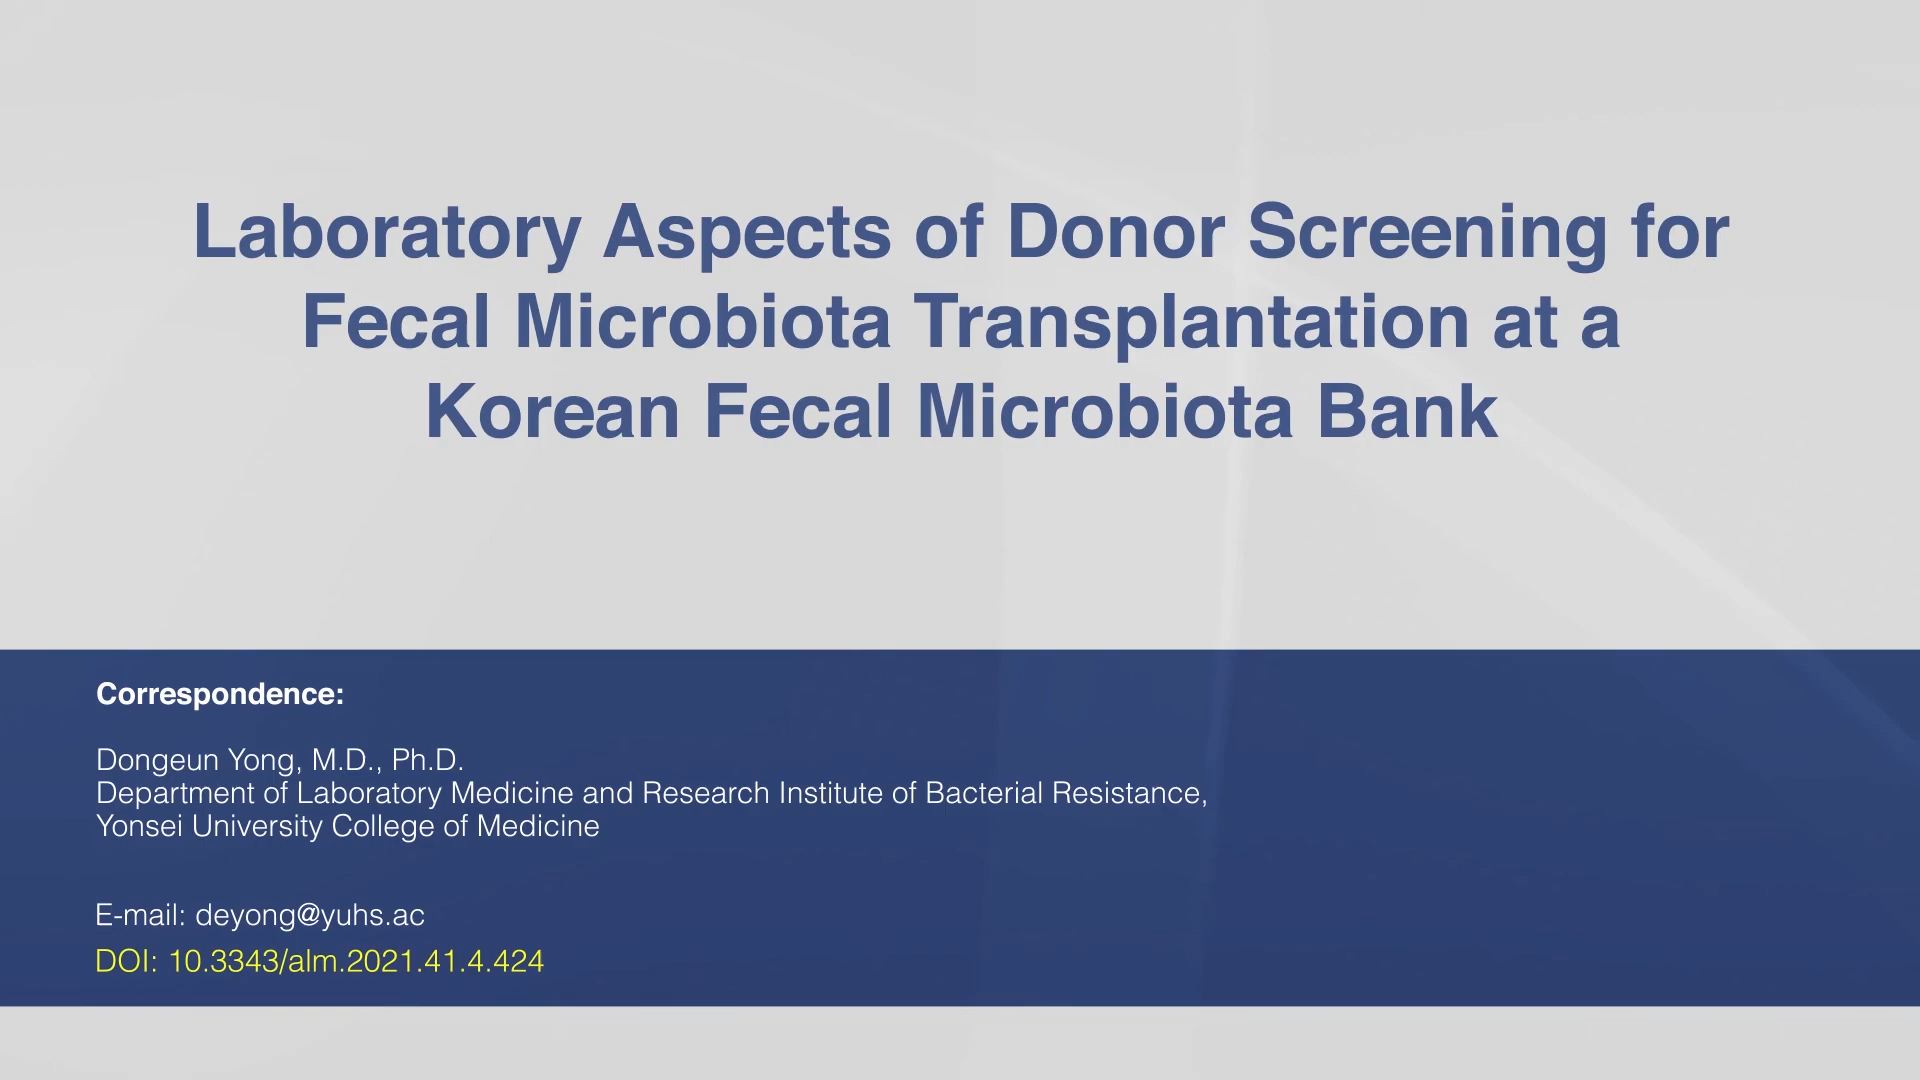 Laboratory Aspects of Donor Screening for
Fecal Microbiota Transplantation at a
Korean Fecal Microbiota Bank
Correspondence:
Dongeun Yong, M.D., Ph.D.
Department of Laboratory Medicine and Research Institute of Bacterial Resistance,
Yonsei University College of Medicine
E-mail: deyong@yuhs.ac
DOI: 10.3343/alm.2021.41.4.424